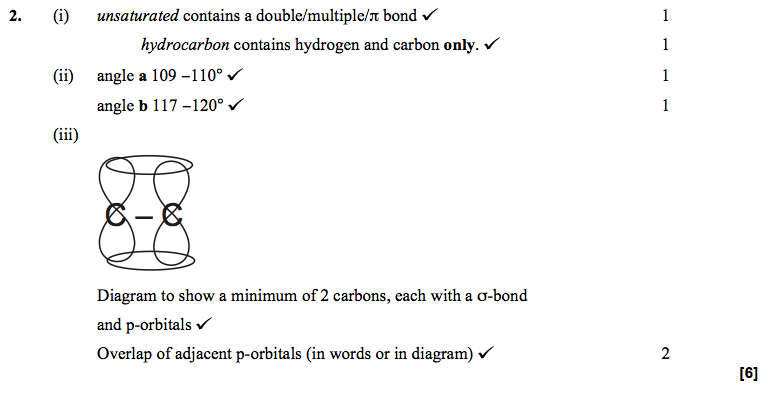 2. (i) unsaturated contains a double/multiple/π bond ✓ 1
hydrocarbon contains hydrogen and carbon only. ✓ 1
(ii) angle a 109 –110° ✓ 1
angle b 117 –120° ✓ 1
(iii)
C – C
Diagram to show a minimum of 2 carbons, each with a σ-bond
and p-orbitals ✓
Overlap of adjacent p-orbitals (in words or in diagram) ✓ 2
[6]